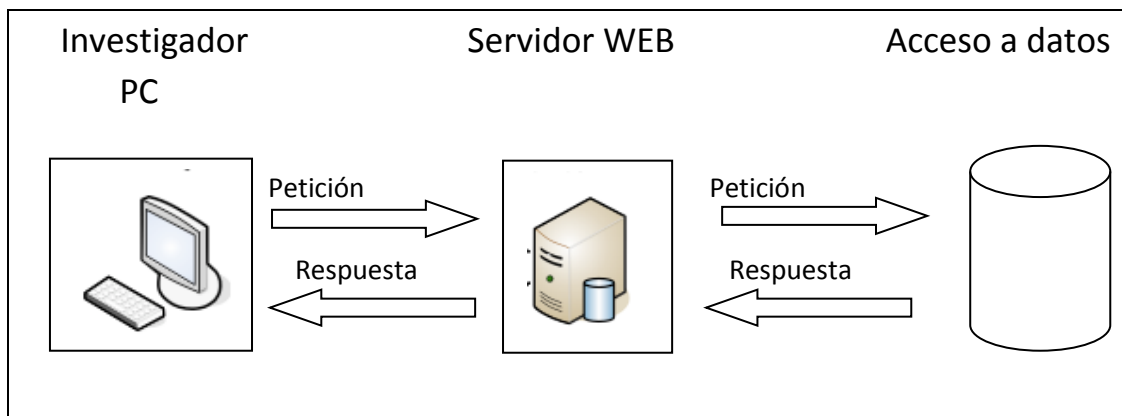 Investigador
PC
Servidor WEB
Acceso a datos
Petición
Petición
Respuesta
Respuesta